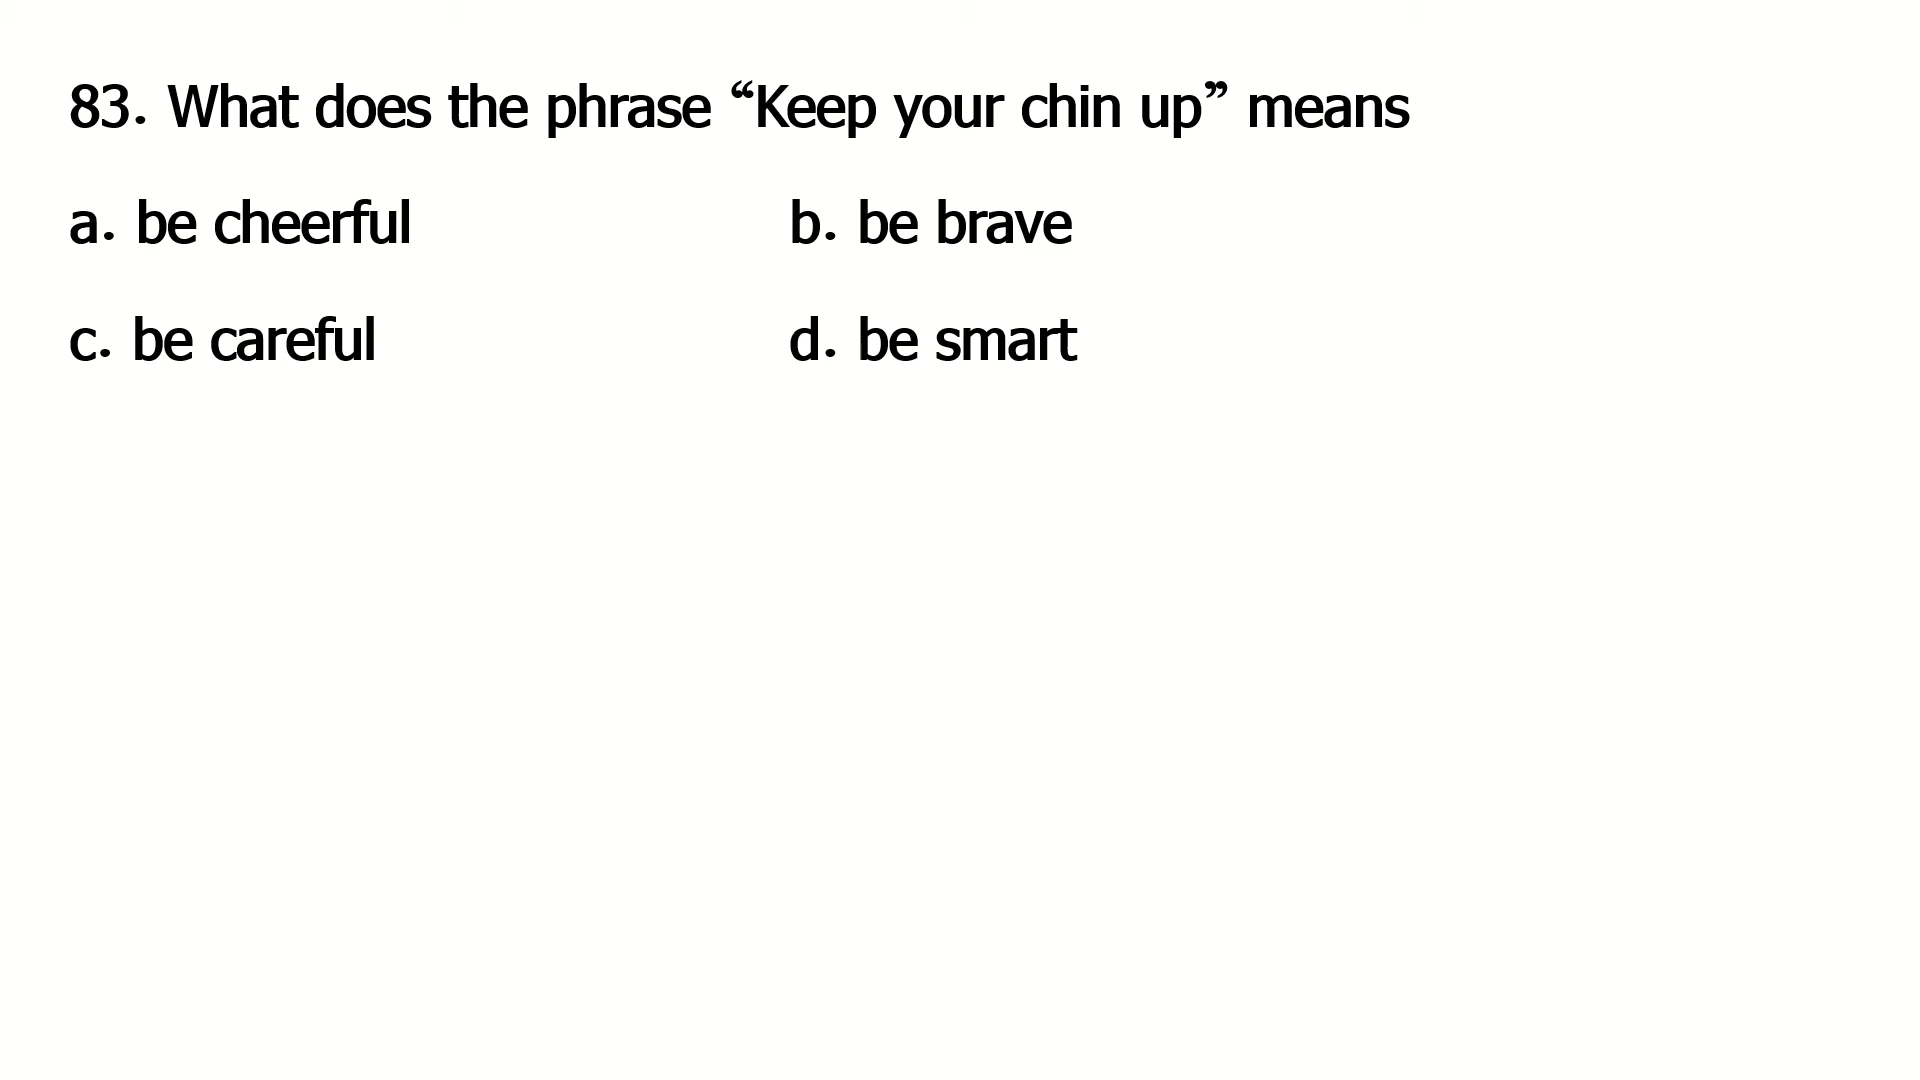 83. What does the phrase “Keep your chin up” means
a. be cheerful b. be brave
c. be careful d. be smart